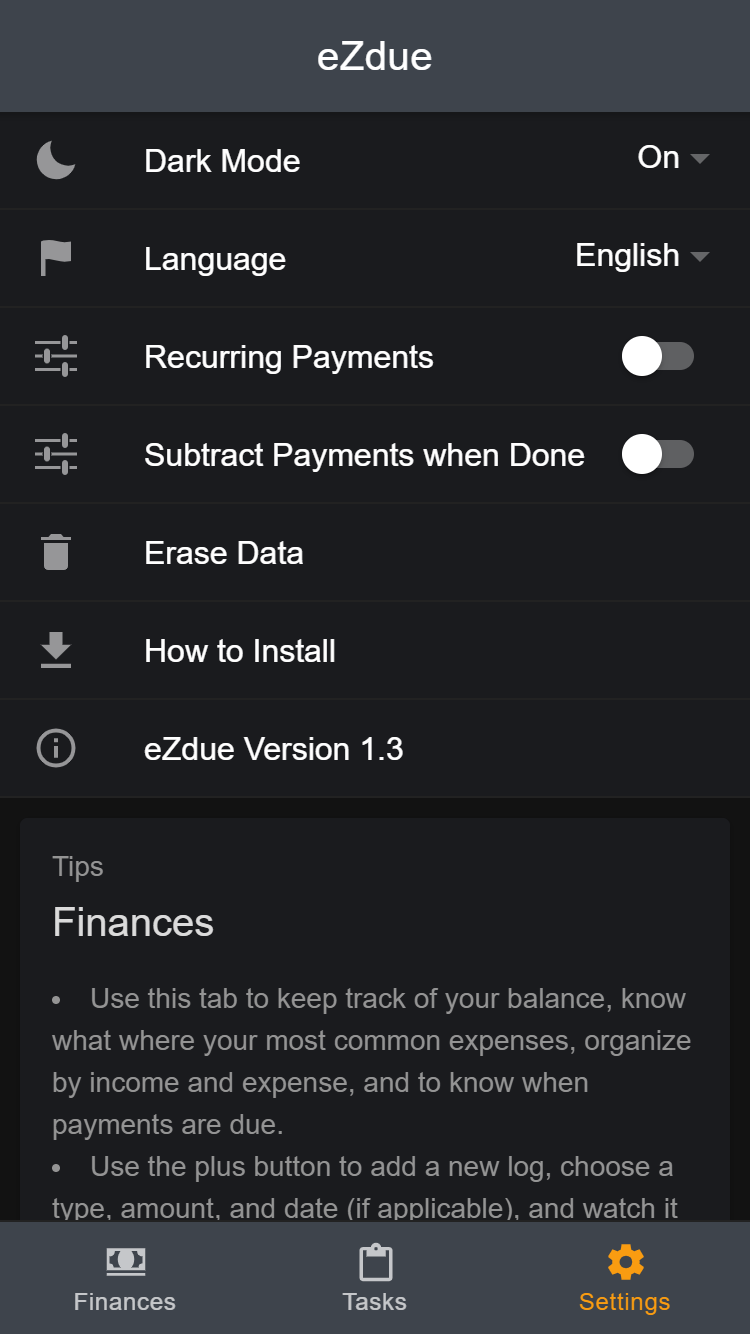 eZdue
Dark Mode On
Language English
Recurring Payments
Subtract Payments when Done
Erase Data
How to Install
eZdue Version 1.3
Tips
Finances
• Use this tab to keep track of your balance, know
what where your most common expenses, organize
by income and expense, and to know when
payments are due.
• Use the plus button to add a new log, choose a
type, amount, and date (if applicable), and watch it
Finances Tasks Settings